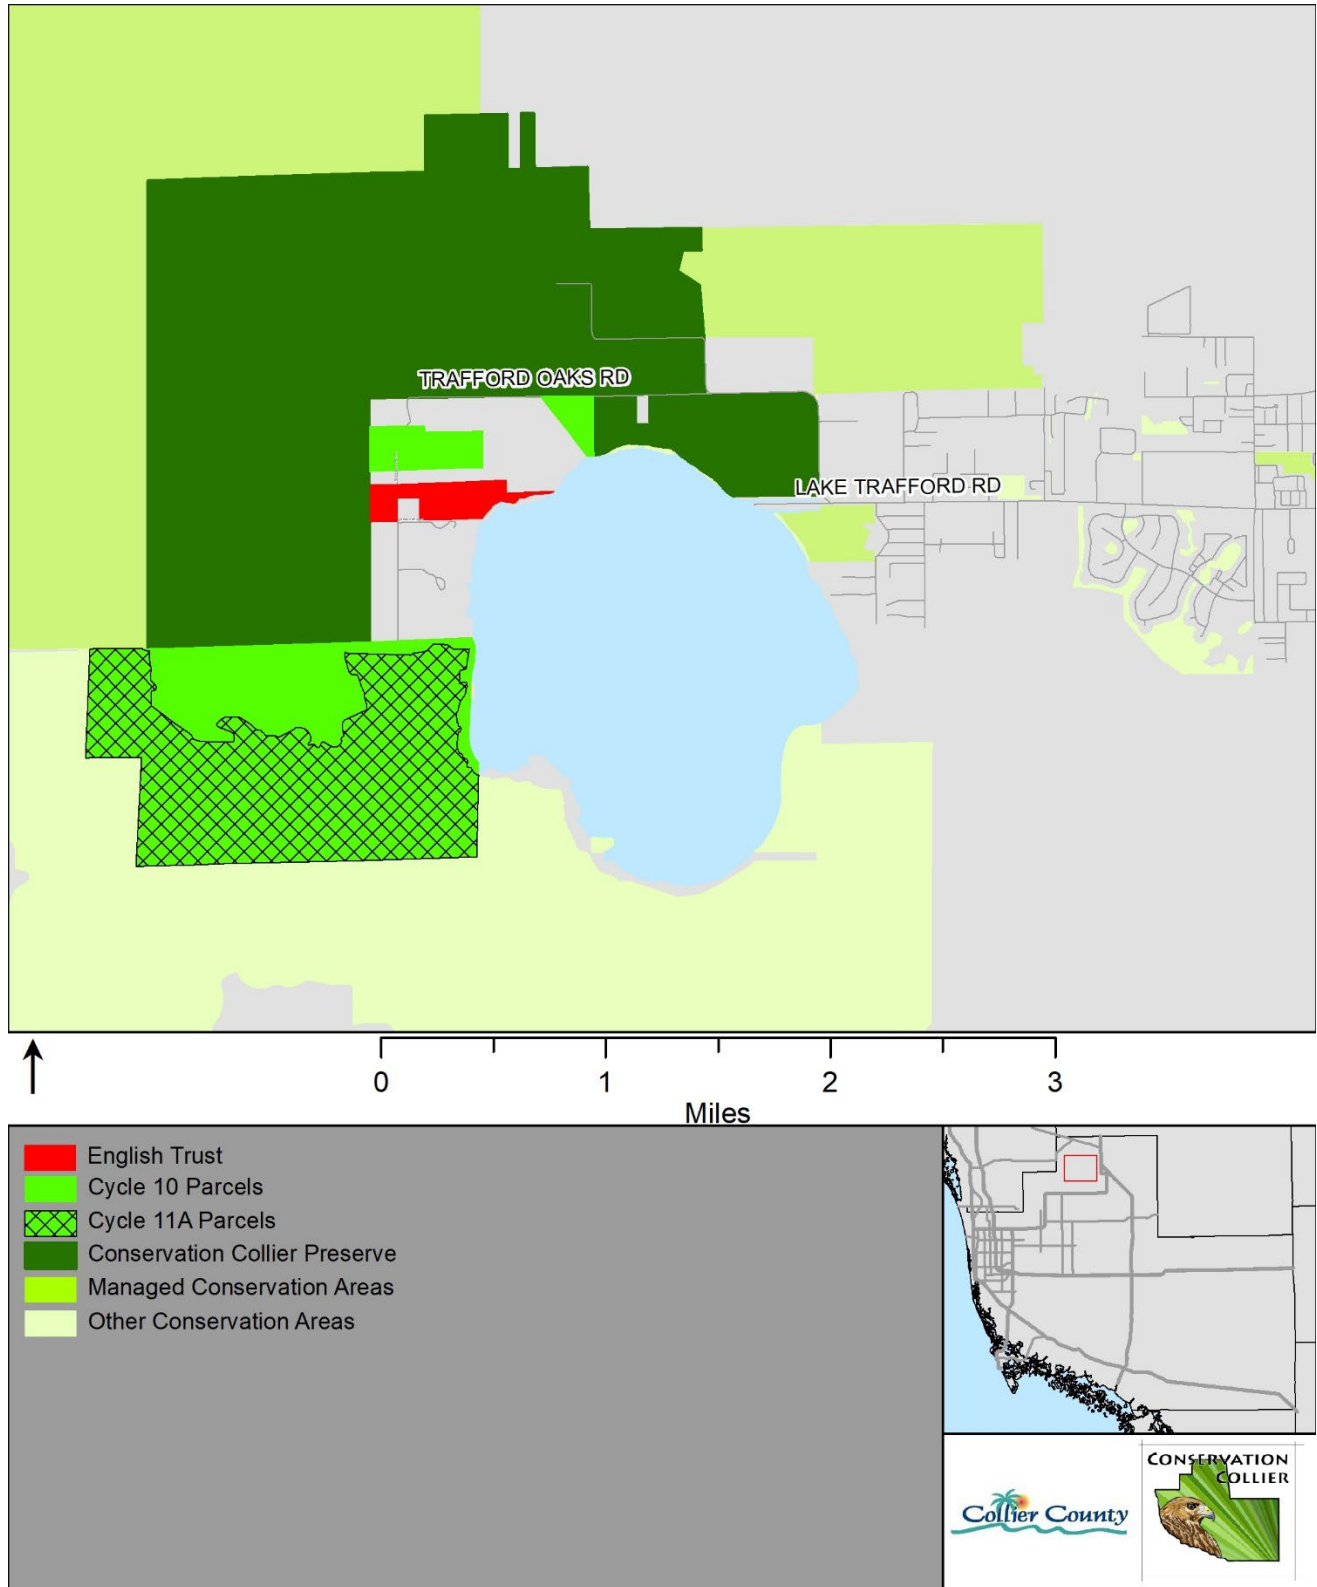 TRAFFORD OAKS RD
LAKE TRAFFORD RD
0 1 2 3
Miles
English Trust
Cycle 10 Parcels
Cycle 11A Parcels
Conservation Collier Preserve
Managed Conservation Areas
Other Conservation Areas
Collier County
CONSERVATION
COLLIER